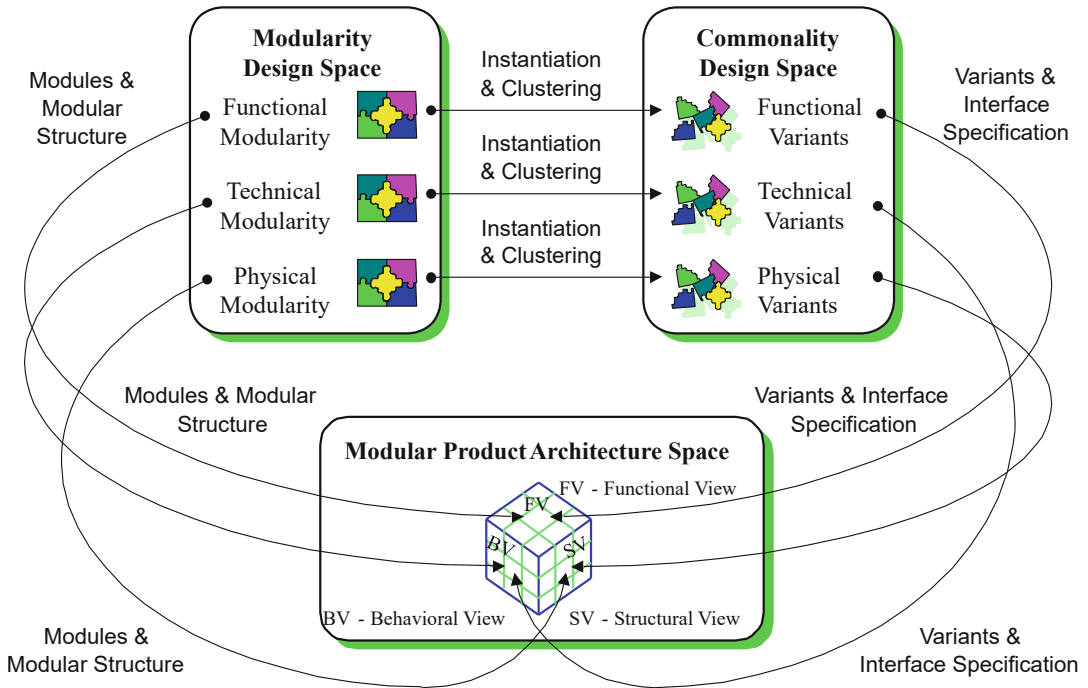 Modularity
Design Space
Functional
Modularity
Technical
Modularity
Physical
Modularity
Instantiation
& Clustering
Instantiation
& Clustering
Instantiation
& Clustering
Commonality
Design Space
Functional
Variants
Technical
Variants
Physical
Variants
Modules &
Modular
Structure
Variants &
Interface
Specification
Modules & Modular
Structure
Variants & Interface
Specification
Modular Product Architecture Space
FV - Functional View
FV
BV
SV
BV - Behavioral View
SV - Structural View
Modules &
Modular Structure
Variants &
Interface Specification